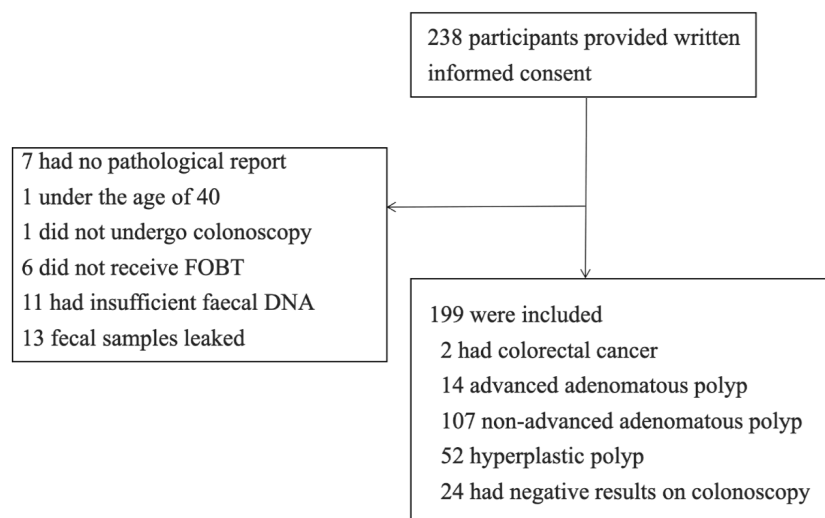 238 participants provided written
informed consent
7 had no pathological report
1 under the age of 40
1 did not undergo colonoscopy
6 did not receive FOBT
11 had insufficient faecal DNA
13 fecal samples leaked
199 were included
2 had colorectal cancer
14 advanced adenomatous polyp
107 non-advanced adenomatous polyp
52 hyperplastic polyp
24 had negative results on colonoscopy